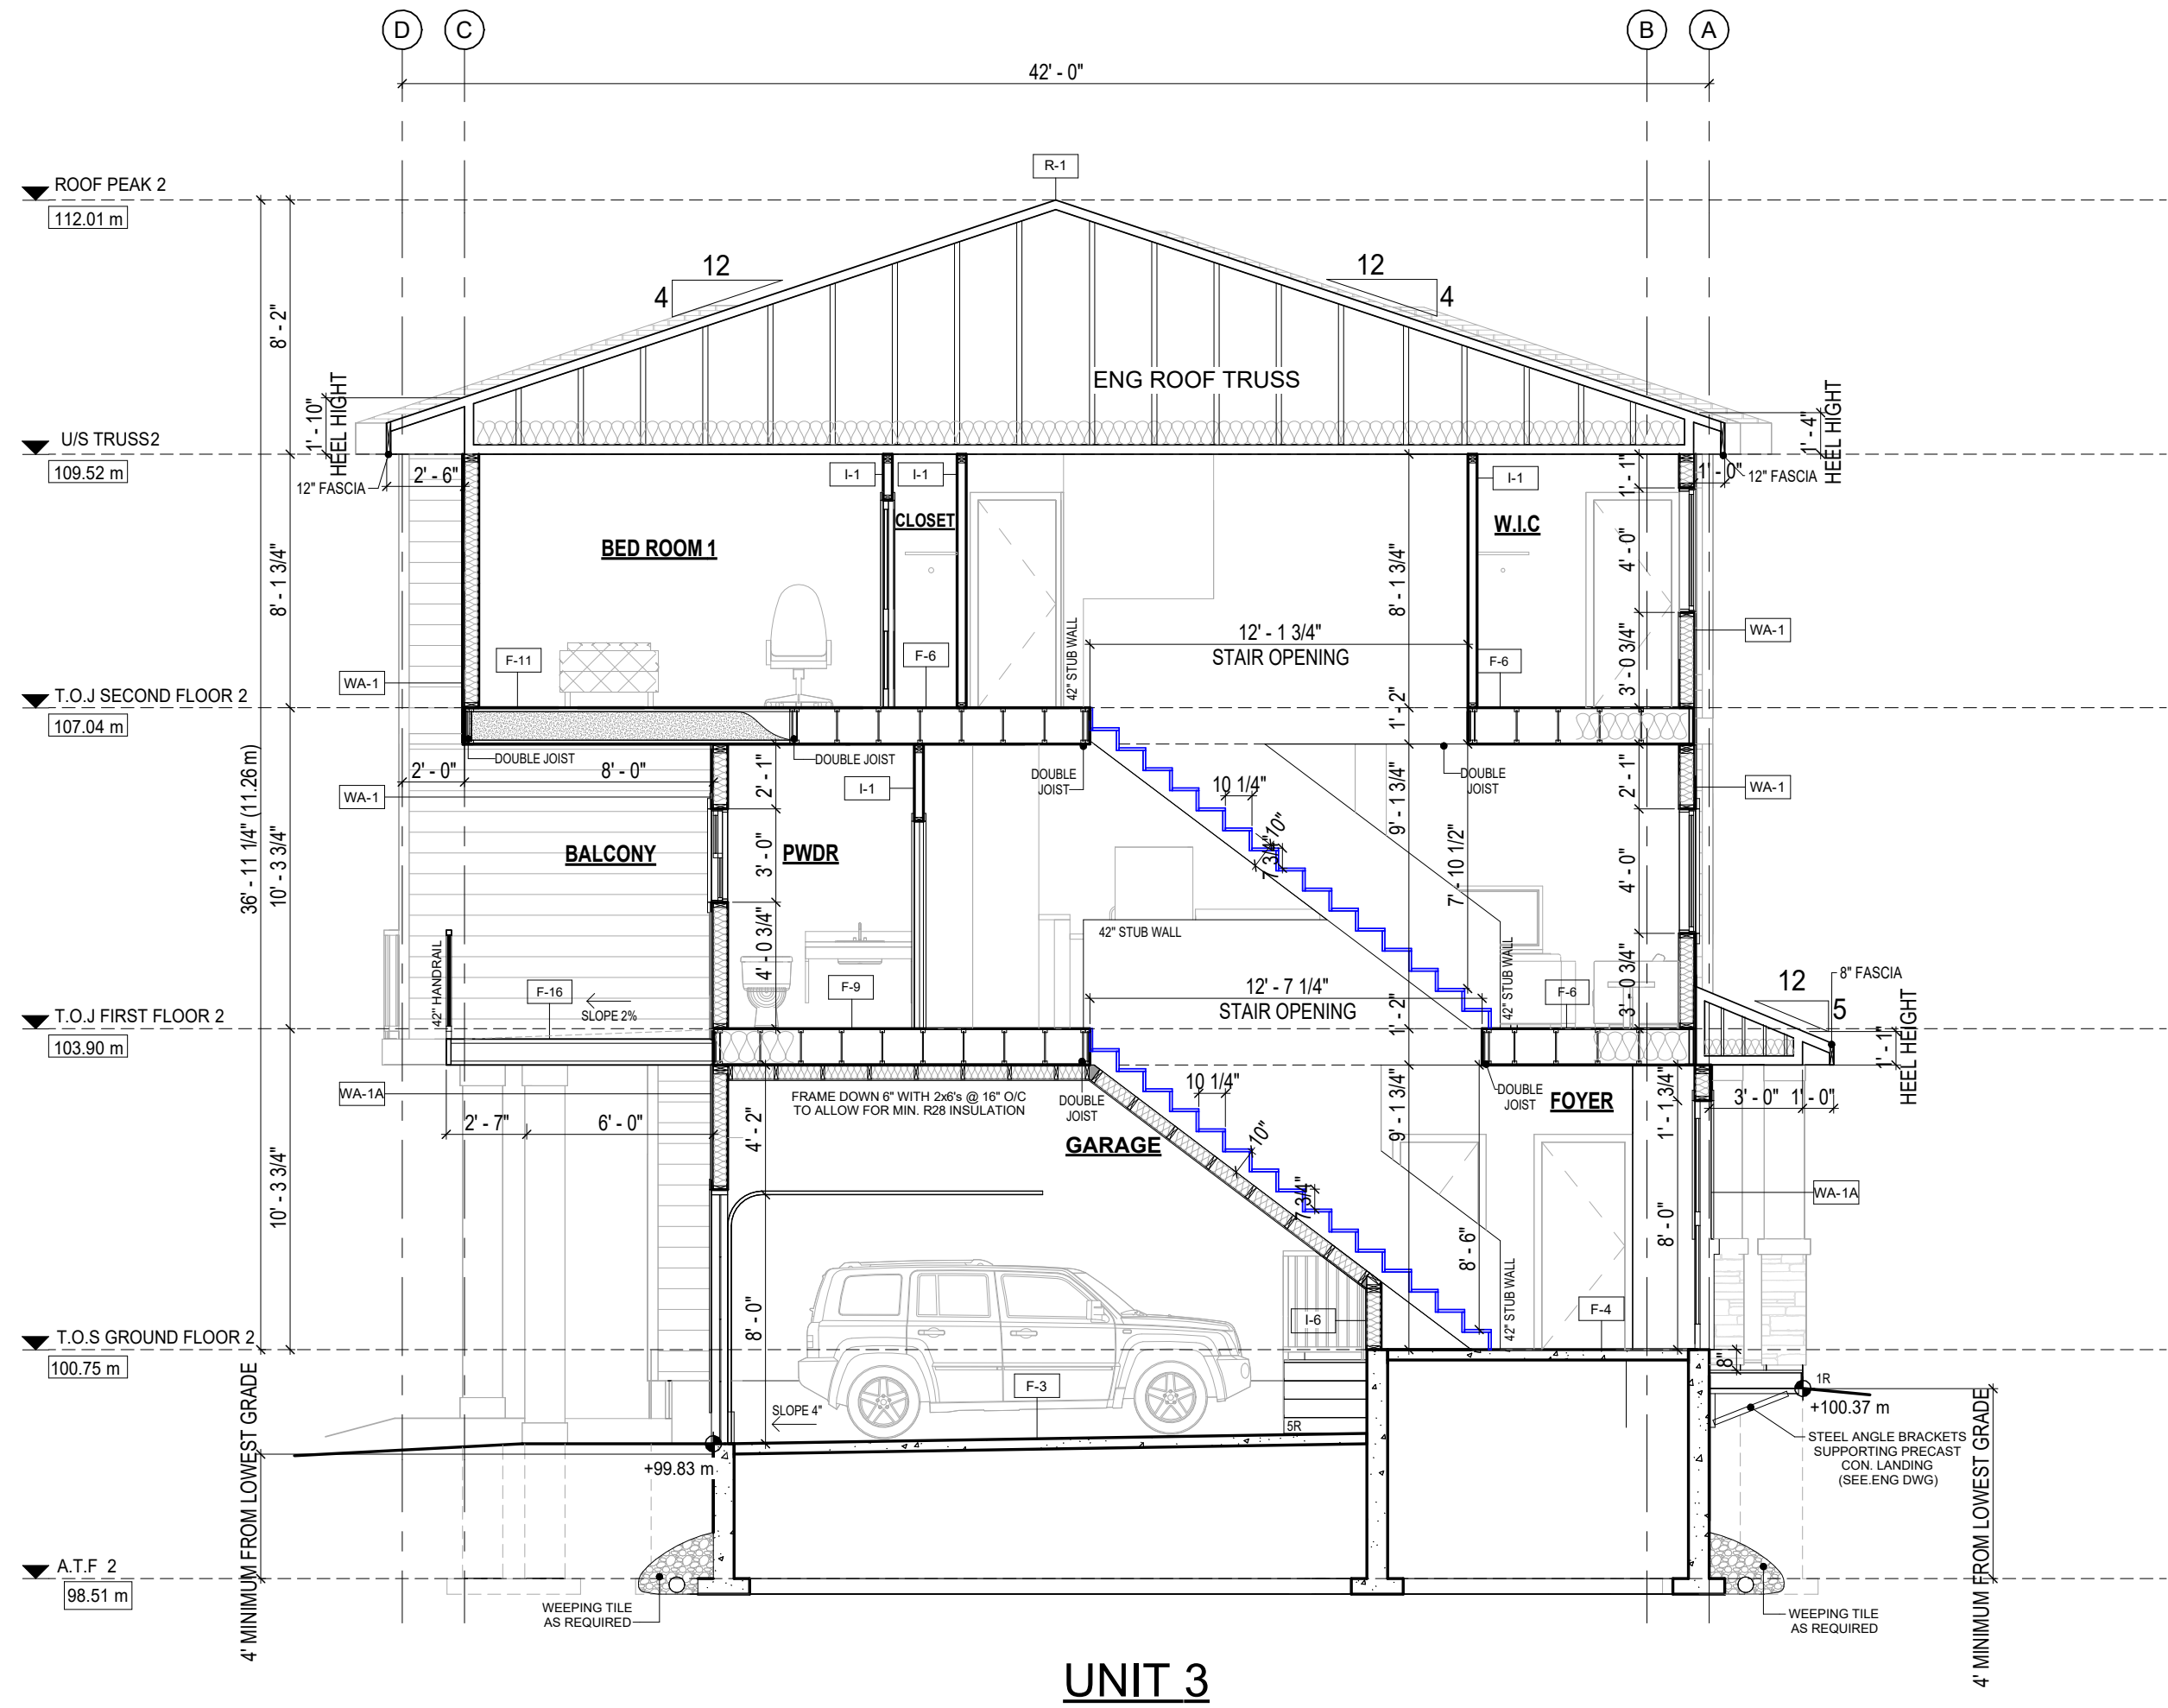 D
C
B
A
42' - 0"
R-1
ROOF PEAK 2
112.01 m
12
4
12
4
8' - 2"
ENG ROOF TRUSS
1' - 10"
HEEL HIGHT
1' - 4"
HEEL HIGHT
U/S TRUSS2
109.52 m
12" FASCIA
2' - 6"
I-1
I-1
I-1
1' - 1"
1' - 0"
12" FASCIA
CLOSET
W.I.C
BED ROOM 1
8' - 1 3/4"
8' - 1 3/4"
4' - 0"
3' - 0 3/4"
WA-1
12' - 1 3/4"
STAIR OPENING
42" STUB WALL
F-11
F-6
F-6
WA-1
T.O.J SECOND FLOOR 2
107.04 m
1' - 2"
36' - 11 1/4" (11.26 m)
DOUBLE JOIST
DOUBLE JOIST
DOUBLE
JOIST
DOUBLE
JOIST
2' - 0"
8' - 0"
2' - 1"
2' - 1"
WA-1
I-1
10 1/4"
WA-1
BALCONY
PWDR
3' - 0"
10"
7 3/4"
9' - 1 3/4"
7' - 10 1/2"
4' - 0"
10' - 3 3/4"
4' - 0 3/4"
42" STUB WALL
42" STUB WALL
3' - 0 3/4"
42" HANDRAIL
F-16
SLOPE 2%
F-9
12' - 7 1/4"
STAIR OPENING
F-6
12
5
8" FASCIA
1' - 1"
HEEL HEIGHT
T.O.J FIRST FLOOR 2
103.90 m
1' - 2"
WA-1A
FRAME DOWN 6" WITH 2x6's @ 16" O/C
TO ALLOW FOR MIN. R28 INSULATION
DOUBLE
JOIST
10 1/4"
DOUBLE
JOIST
FOYER
1' - 1 3/4"
3' - 0"
1' - 0"
2' - 7"
6' - 0"
4' - 2"
GARAGE
10"
9' - 1 3/4"
10' - 3 3/4"
7 3/4"
WA-1A
8' - 6"
8' - 0"
8' - 0"
42" STUB WALL
I-6
F-4
T.O.S GROUND FLOOR 2
100.75 m
8"
F-3
SLOPE 4"
5R
1R
+100.37 m
+99.83 m
STEEL ANGLE BRACKETS
SUPPORTING PRECAST
CON. LANDING
(SEE.ENG DWG)
4' MINIMUM FROM LOWEST GRADE
4' MINIMUM FROM LOWEST GRADE
A.T.F 2
98.51 m
WEEPING TILE
AS REQUIRED
WEEPING TILE
AS REQUIRED
UNIT 3